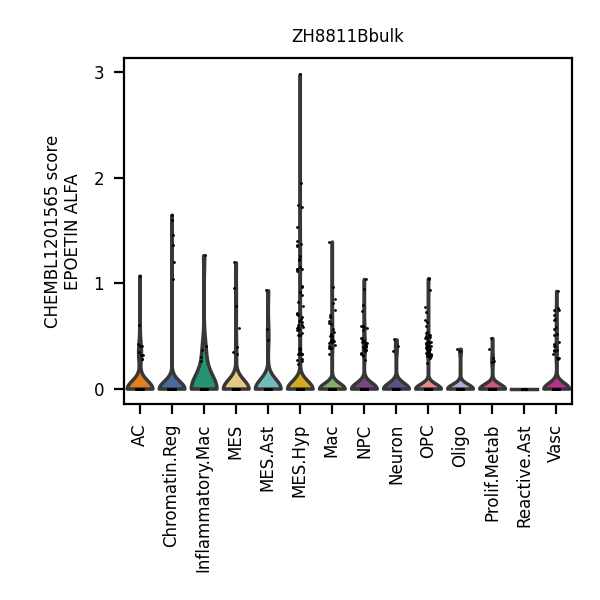 ZH8811Bbulk
CHEMBL1201565 score
EPOETIN ALFA
3
2
1
0
AC
Chromatin.Reg
Inflammatory.Mac
MES
MES.Ast
MES.Hyp
Mac
NPC
Neuron
OPC
Oligo
Prolif.Metab
Reactive.Ast
Vasc